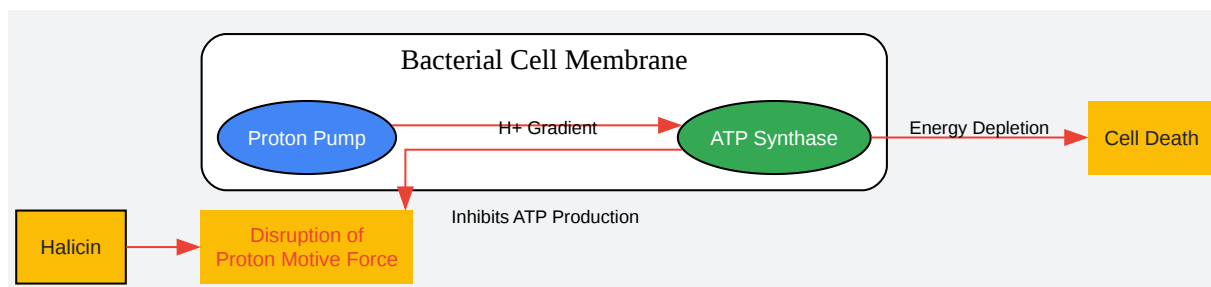 Bacterial Cell Membrane
Proton Pump
H+ Gradient
ATP Synthase
Energy Depletion
Cell Death
Inhibits ATP Production
Halicin
Disruption of
Proton Motive Force